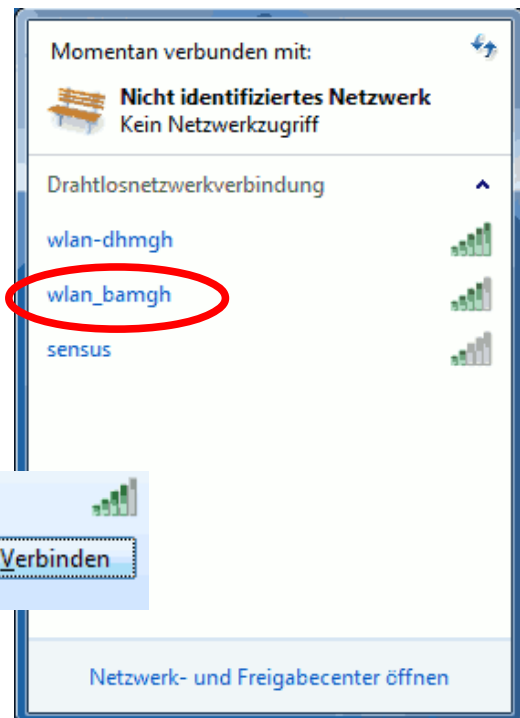 Momentan verbunden mit:
Nicht identifiziertes Netzwerk
Kein Netzwerkzugriff
Drahtlosnetzwerkverbindung
wlan-dhmgh
wlan_bamgh
sensus
Verbinden
Netzwerk- und Freigabecenter öffnen